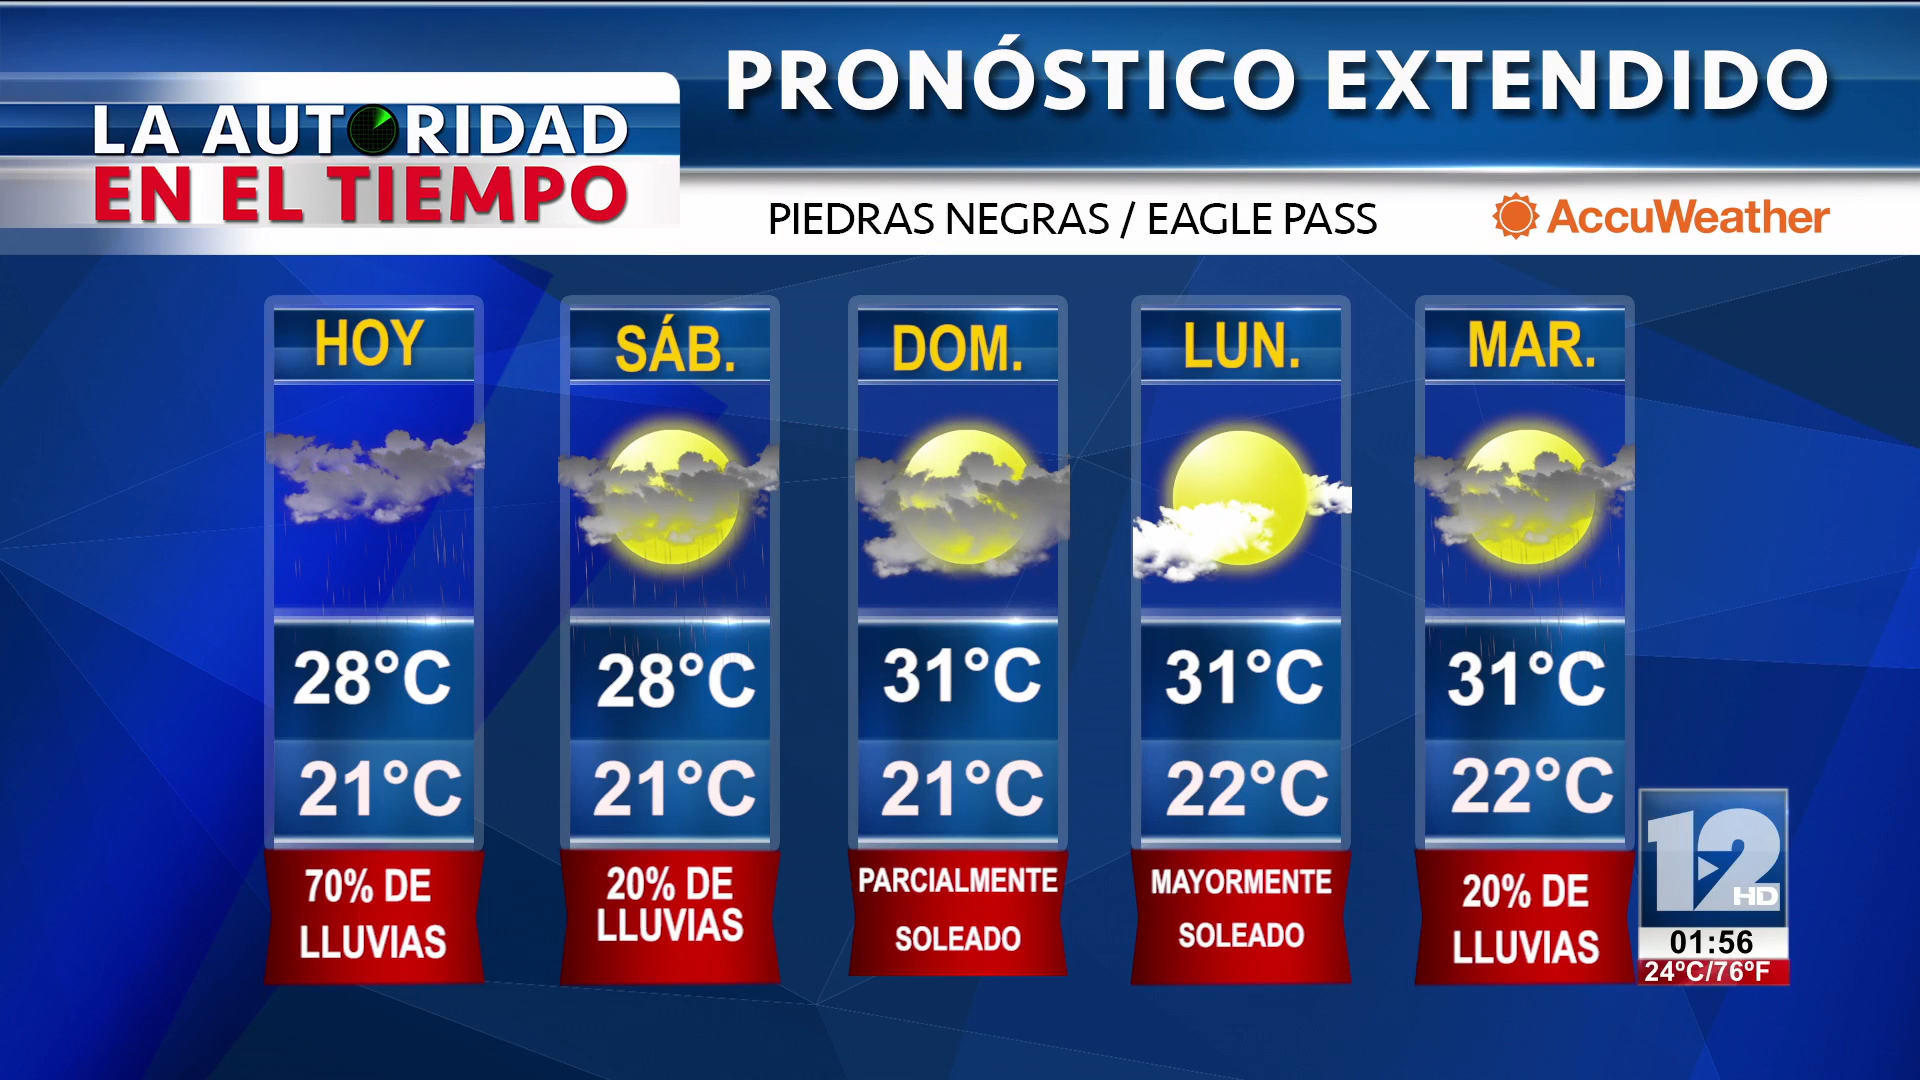 PRONÓSTICO EXTENDIDO
LA AUTORIDAD
EN EL TIEMPO
PIEDRAS NEGRAS / EAGLE PASS
AccuWeather
HOY
28°C
21°C
70% DE
LLUVIAS
SÁB.
28°C
21°C
20% DE
LLUVIAS
DOM.
31°C
21°C
PARCIALMENTE
SOLEADO
LUN.
31°C
22°C
MAYORMENTE
SOLEADO
MAR.
31°C
22°C
20% DE
LLUVIAS
12
HD
01:56
24ºC/76ºF